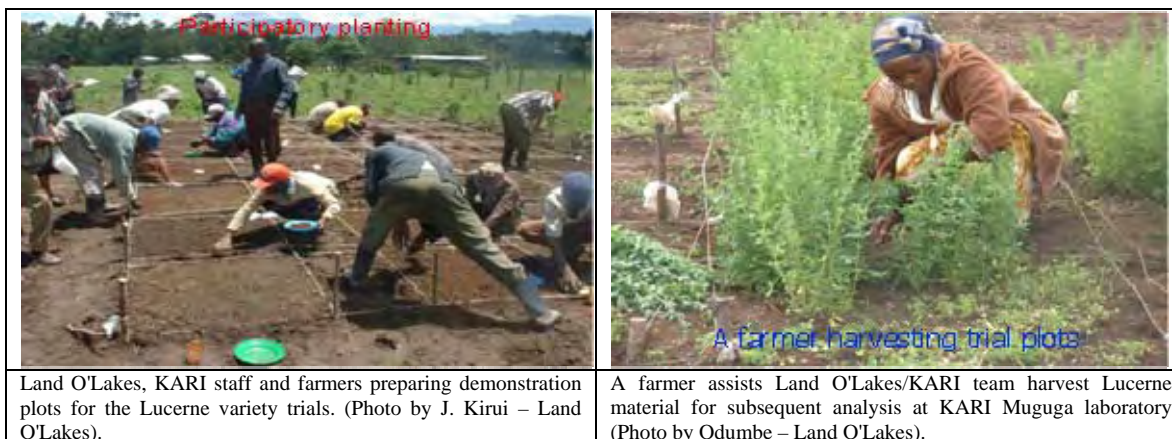 Participatory planting
A farmer harvesting trial plots
Land O'Lakes, KARI staff and farmers preparing demonstration
plots for the Lucerne variety trials. (Photo by J. Kirui – Land
O'Lakes).
A farmer assists Land O'Lakes/KARI team harvest Lucerne
material for subsequent analysis at KARI Muguga laboratory
(Photo by Odumbe – Land O'Lakes).